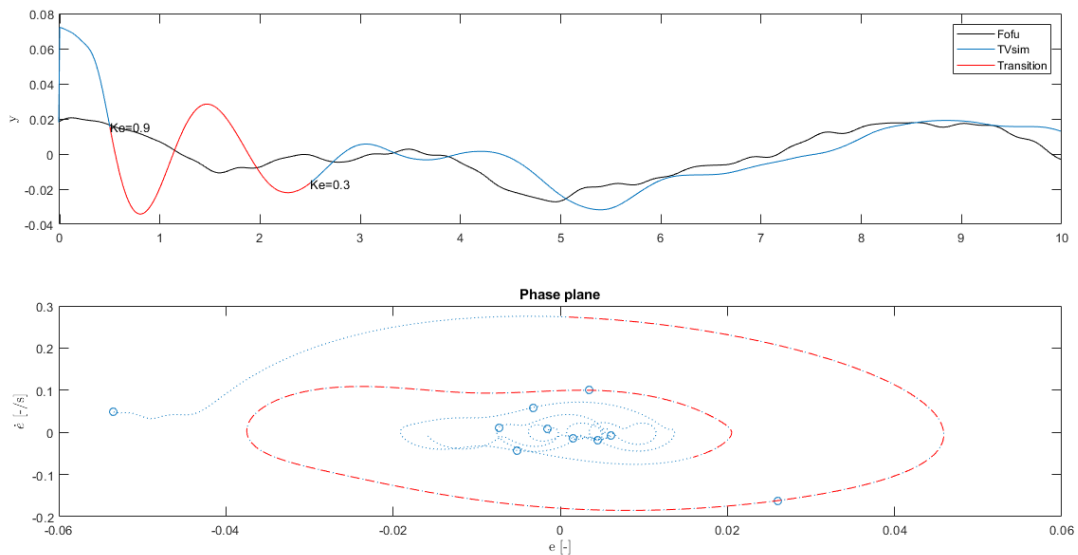 0.08
0.06
0.04
0.02
0
-0.02
-0.04
y
Fofu
TVsim
Transition
Ke=0.9
Ke=0.3
0 1 2 3 4 5 6 7 8 9 10
Phase plane
0.3
0.2
0.1
0
-0.1
-0.2
ė [-/s]
-0.06 -0.04 -0.02 0 0.02 0.04 0.06
e [-]